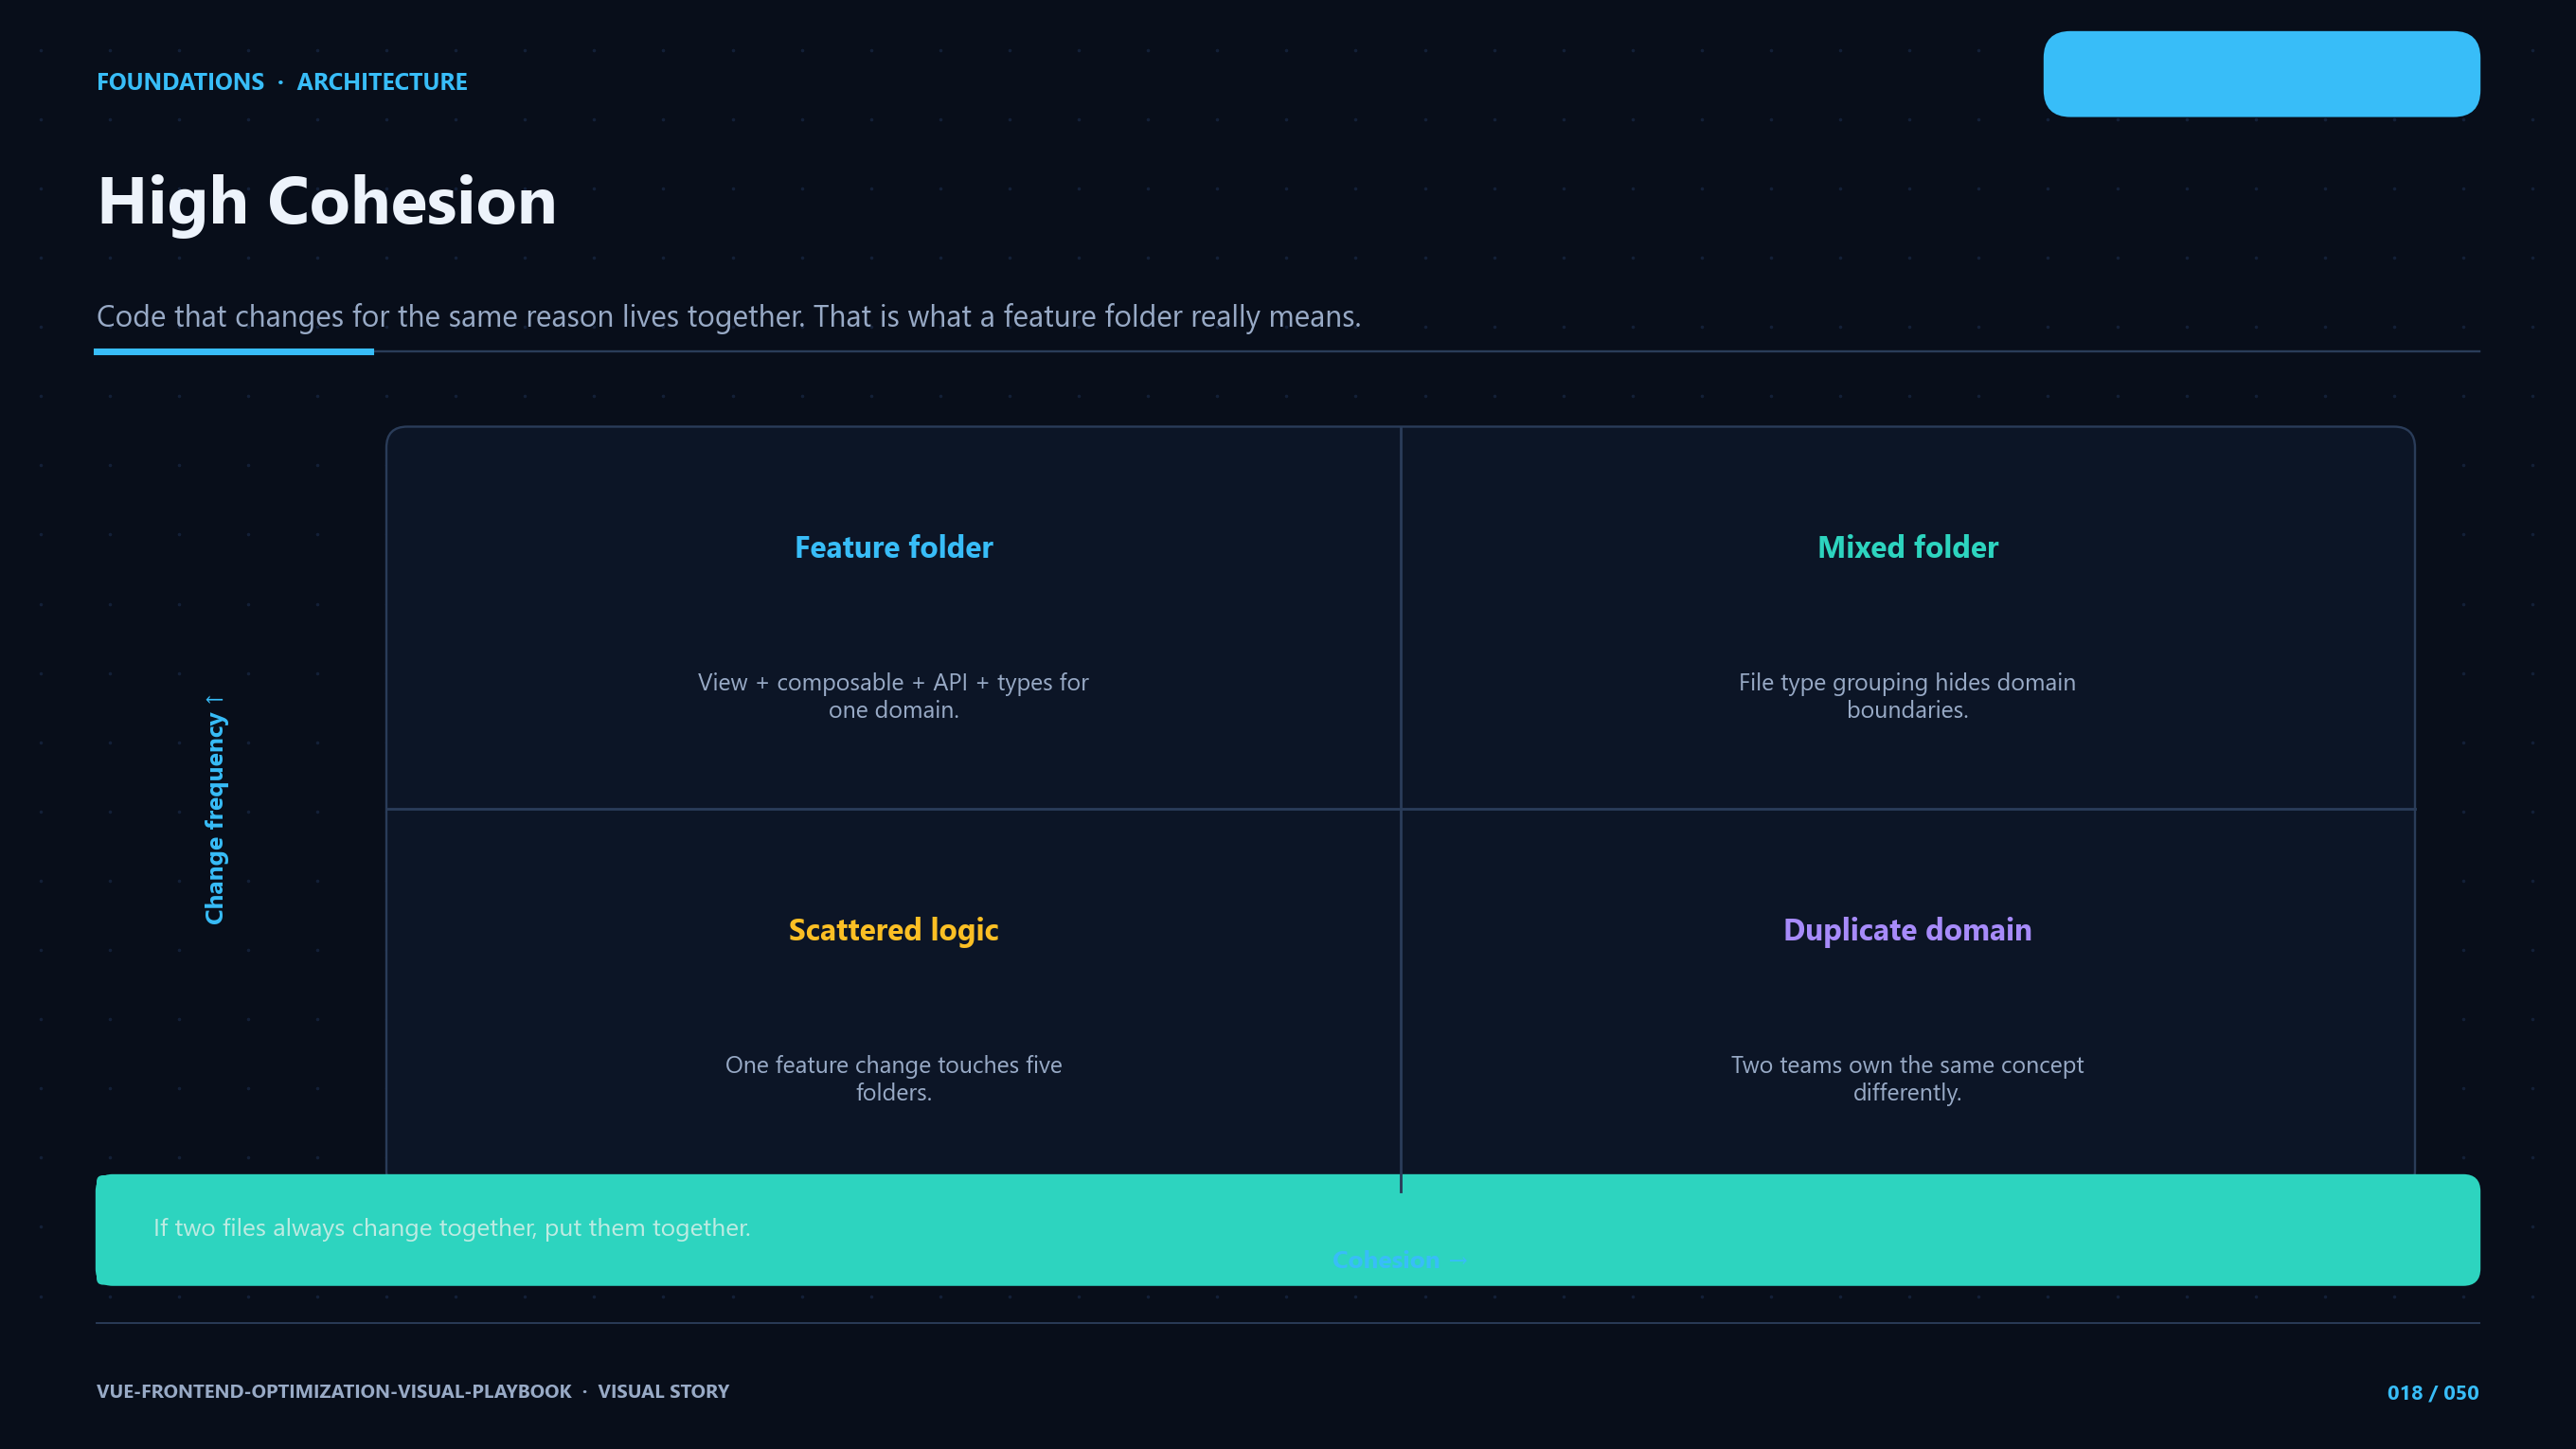 FOUNDATIONS · ARCHITECTURE
High Cohesion
Code that changes for the same reason lives together. That is what a feature folder really means.
Change frequency ↑
Feature folder
View + composable + API + types for
one domain.
Mixed folder
File type grouping hides domain
boundaries.
Scattered logic
One feature change touches five
folders.
Duplicate domain
Two teams own the same concept
differently.
If two files always change together, put them together.
Cohesion →
VUE-FRONTEND-OPTIMIZATION-VISUAL-PLAYBOOK · VISUAL STORY
018 / 050